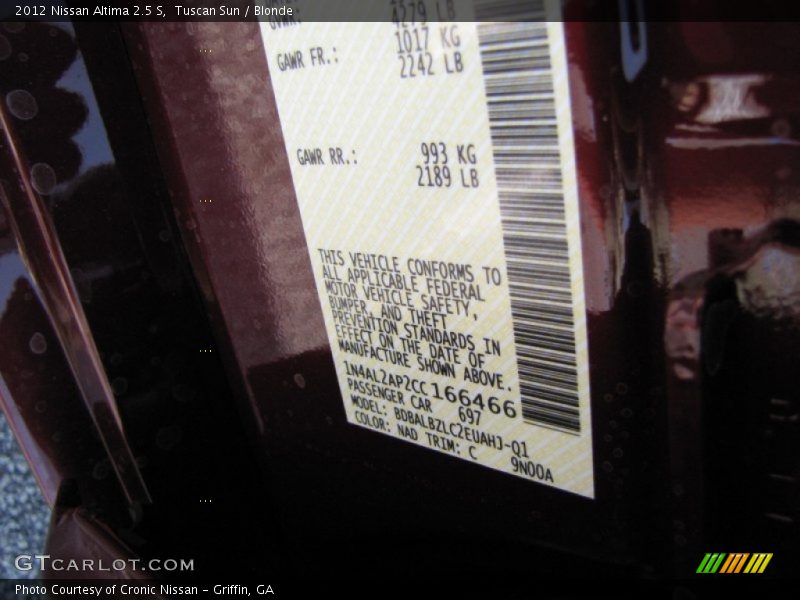 2012 Nissan Altima 2.5 S, Tuscan Sun / Blonde
4279 LB
GAWR FR.: 1017 KG
2242 LB
GAWR RR.: 993 KG
2189 LB
THIS VEHICLE CONFORMS TO
ALL APPLICABLE FEDERAL
MOTOR VEHICLE SAFETY,
BUMPER, AND THEFT
PREVENTION STANDARDS IN
EFFECT ON THE DATE OF
MANUFACTURE SHOWN ABOVE.
1N4AL2AP2CC166466
PASSENGER CAR 697
MODEL: BDBALBZLC2EUAHJ-Q1
COLOR: NAD TRIM: C 9N00A
GTCARLOT.COM
Photo Courtesy of Cronic Nissan – Griffin, GA